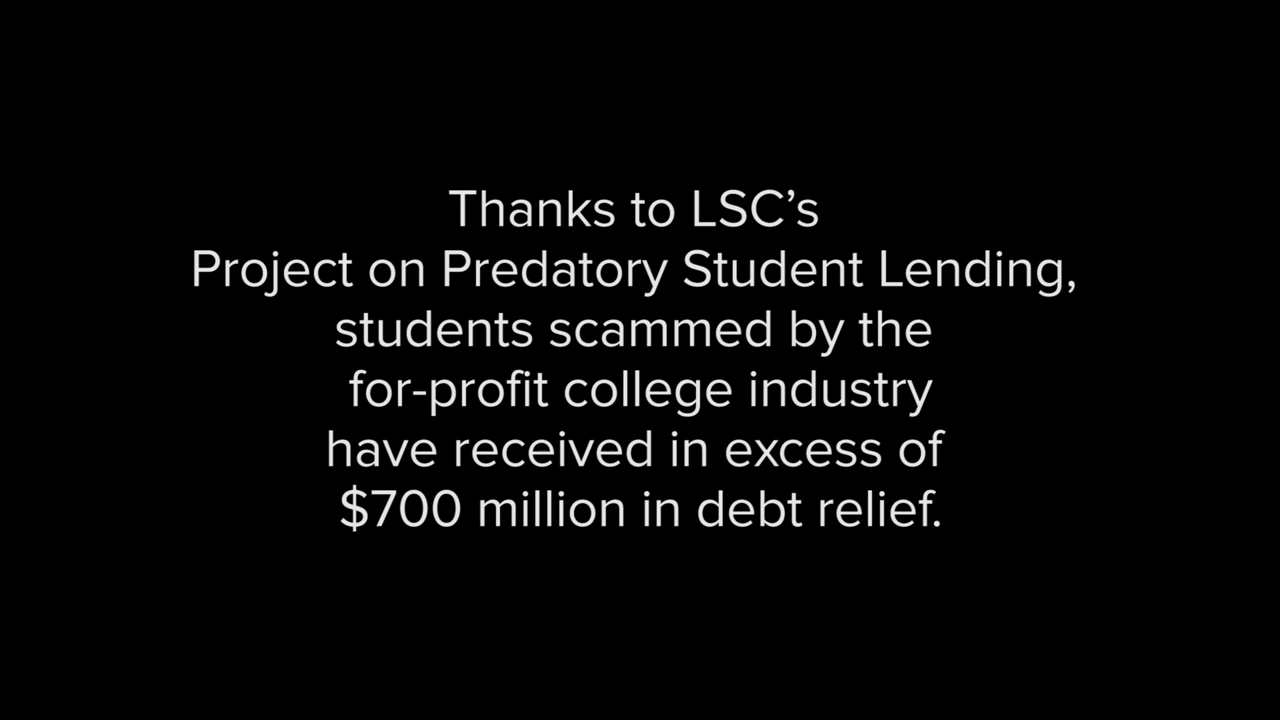 Thanks to LSC’s
Project on Predatory Student Lending,
students scammed by the
for-profit college industry
have received in excess of
$700 million in debt relief.